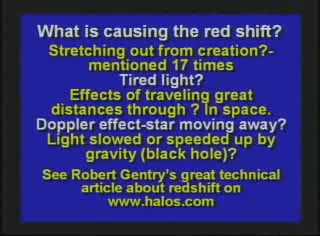 What is causing the red shift?
Stretching out from creation?-
mentioned 17 times
Tired light?
Effects of traveling great
distances through ? In space.
Doppler effect-star moving away?
Light slowed or speeded up by
gravity (black hole)?
See Robert Gentry's great technical
article about redshift on
www.halos.com